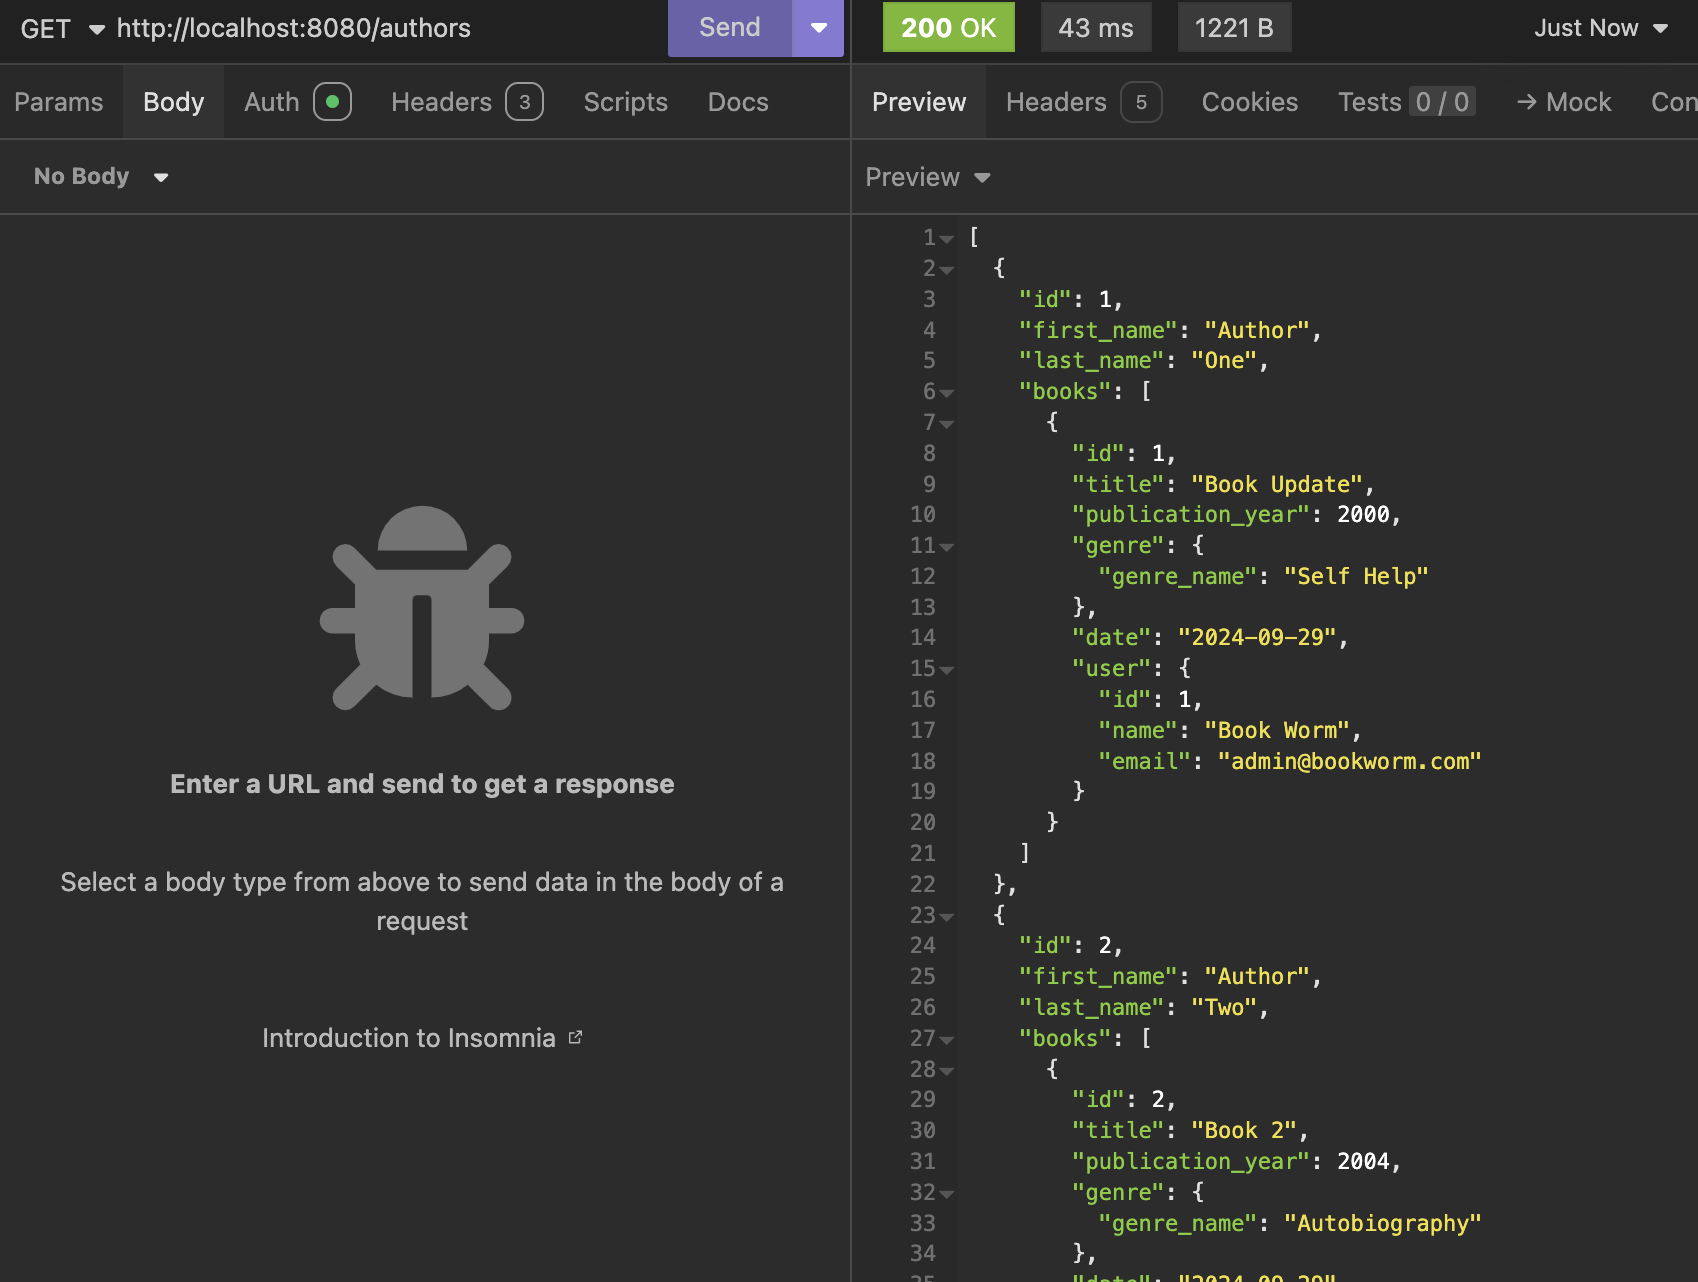 GET http://localhost:8080/authors Send
Params Body Auth Headers 3 Scripts Docs
No Body
Enter a URL and send to get a response
Select a body type from above to send data in the body of a
request
Introduction to Insomnia
200 OK 43 ms 1221 B Just Now
Preview Headers 5 Cookies Tests 0 / 0 → Mock Con
Preview
1 [
2 {
3 "id": 1,
4 "first_name": "Author",
5 "last_name": "One",
6 "books": [
7 {
8 "id": 1,
9 "title": "Book Update",
10 "publication_year": 2000,
11 "genre": {
12 "genre_name": "Self Help"
13 },
14 "date": "2024-09-29",
15 "user": {
16 "id": 1,
17 "name": "Book Worm",
18 "email": "admin@bookworm.com"
19 }
20 }
21 ]
22 },
23 {
24 "id": 2,
25 "first_name": "Author",
26 "last_name": "Two",
27 "books": [
28 {
29 "id": 2,
30 "title": "Book 2",
31 "publication_year": 2004,
32 "genre": {
33 "genre_name": "Autobiography"
34 },
35 "date": "2024-09-29"